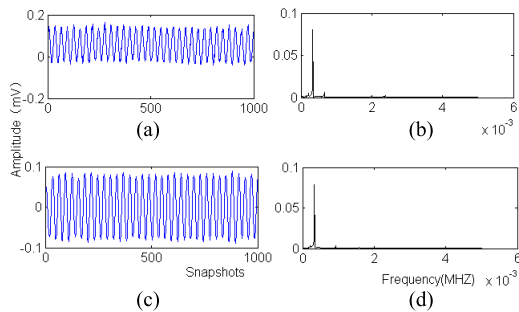 0.2
0
-0.2
0 500 1000
(a)
0.1
0.05
0
0 2 4 6
x 10⁻³
(b)
Amplitude (mV)
0.1
0
-0.1
0 500 1000
Snapshots
(c)
0.1
0.05
0
0 2 4 6
Frequency(MHZ) x 10⁻³
(d)